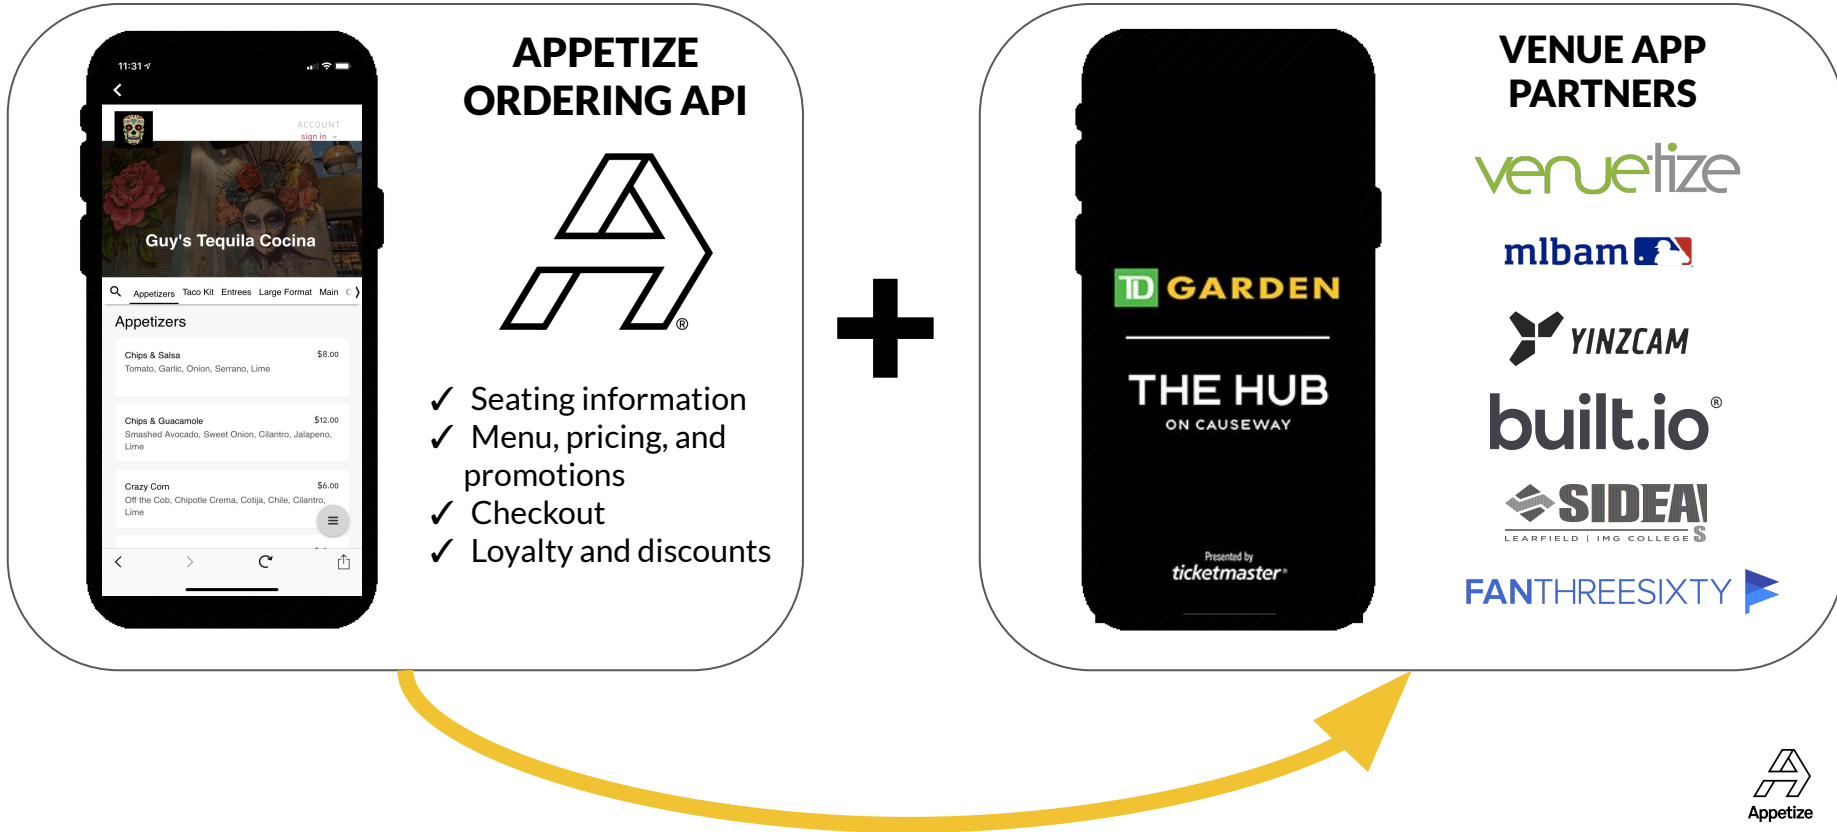 11:31
ACCOUNT
sign in
Guy's Tequila Cocina
Appetizers Taco Kit Entrees Large Format Main
Appetizers
Chips & Salsa $8.00
Tomato, Garlic, Onion, Serrano, Lime
Chips & Guacamole $12.00
Smashed Avocado, Sweet Onion, Cilantro, Jalapeno,
Lime
Crazy Corn $6.00
Off the Cob, Chipotle Crema, Cotija, Chile, Cilantro,
Lime
APPETIZE
ORDERING API
®
✓ Seating information
✓ Menu, pricing, and
promotions
✓ Checkout
✓ Loyalty and discounts
+
TD GARDEN
THE HUB
ON CAUSEWAY
Presented by
ticketmaster®
VENUE APP
PARTNERS
venuetize
mlbam
YINZCAM
built.io®
SIDEA
LEARFIELD | IMG COLLEGE S
FANTHREESIXTY
Appetize